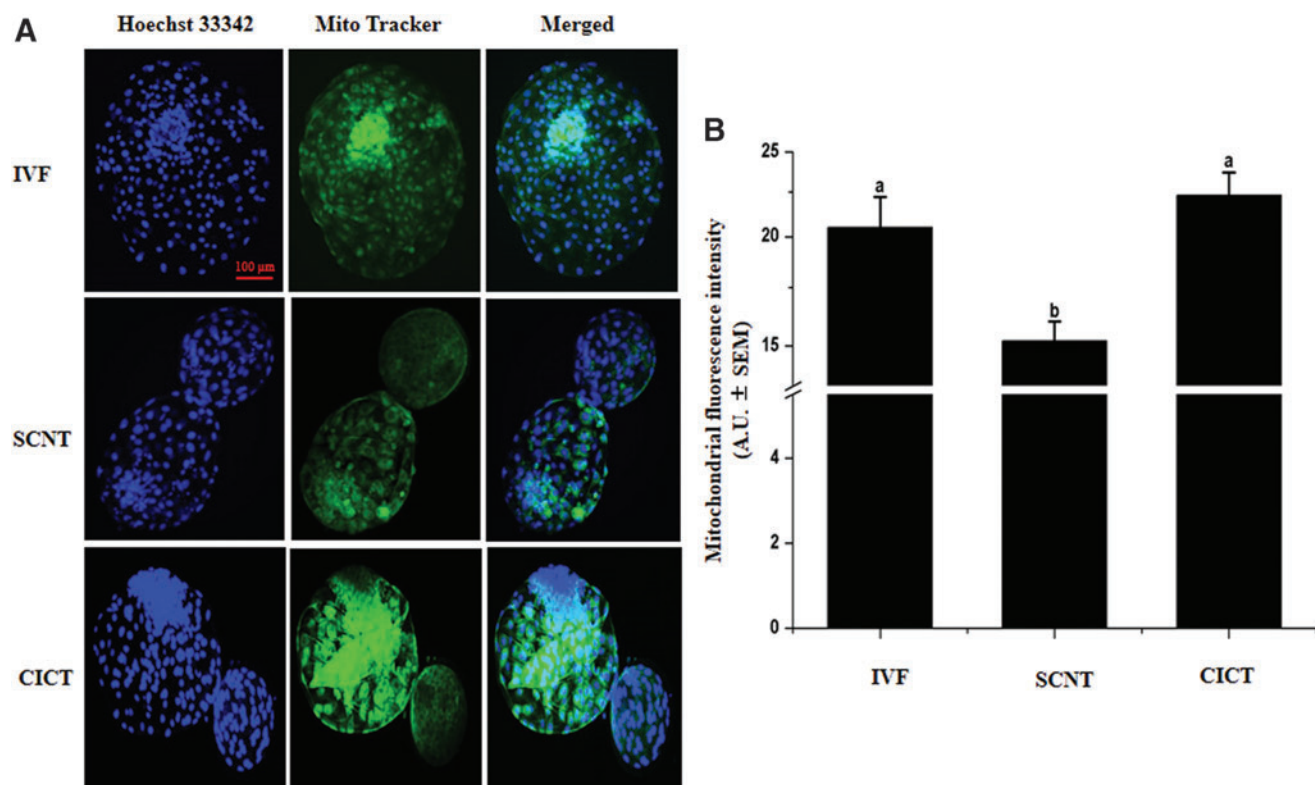 A
Hoechst 33342
Mito Tracker
Merged
IVF
100 µm
SCNT
CICT
B
Mitochondrial fluorescence intensity
(A.U. ± SEM)
25
20
15
4
2
0
a
b
a
IVF
SCNT
CICT